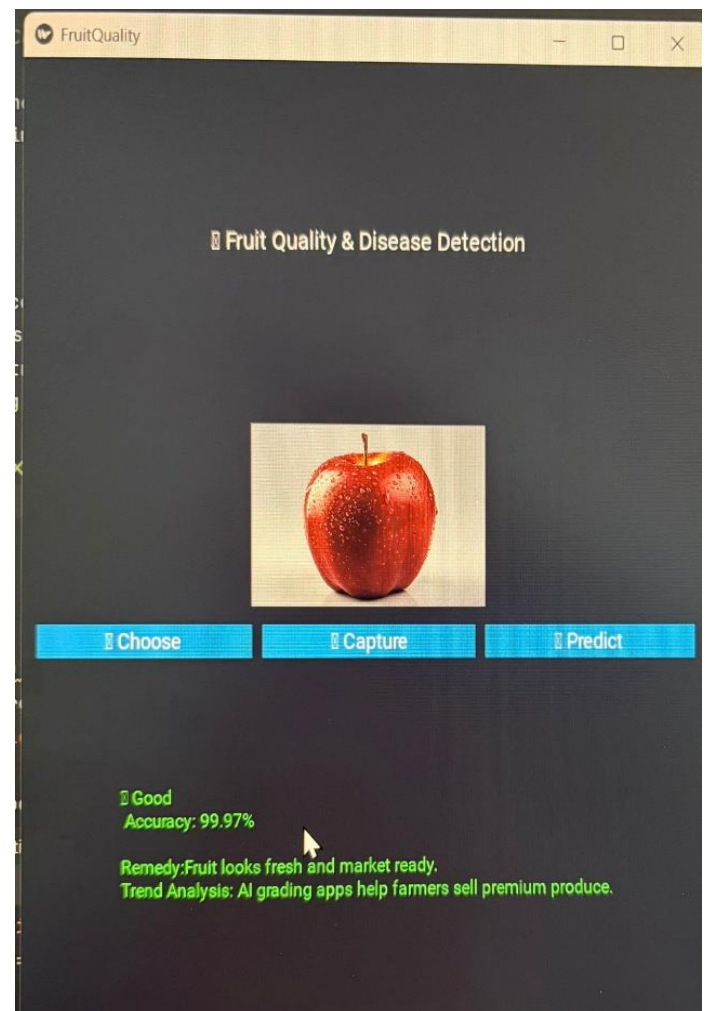 FruitQuality
Fruit Quality & Disease Detection
Choose
Capture
Predict
Good
Accuracy: 99.97%
Remedy:Fruit looks fresh and market ready.
Trend Analysis: AI grading apps help farmers sell premium produce.